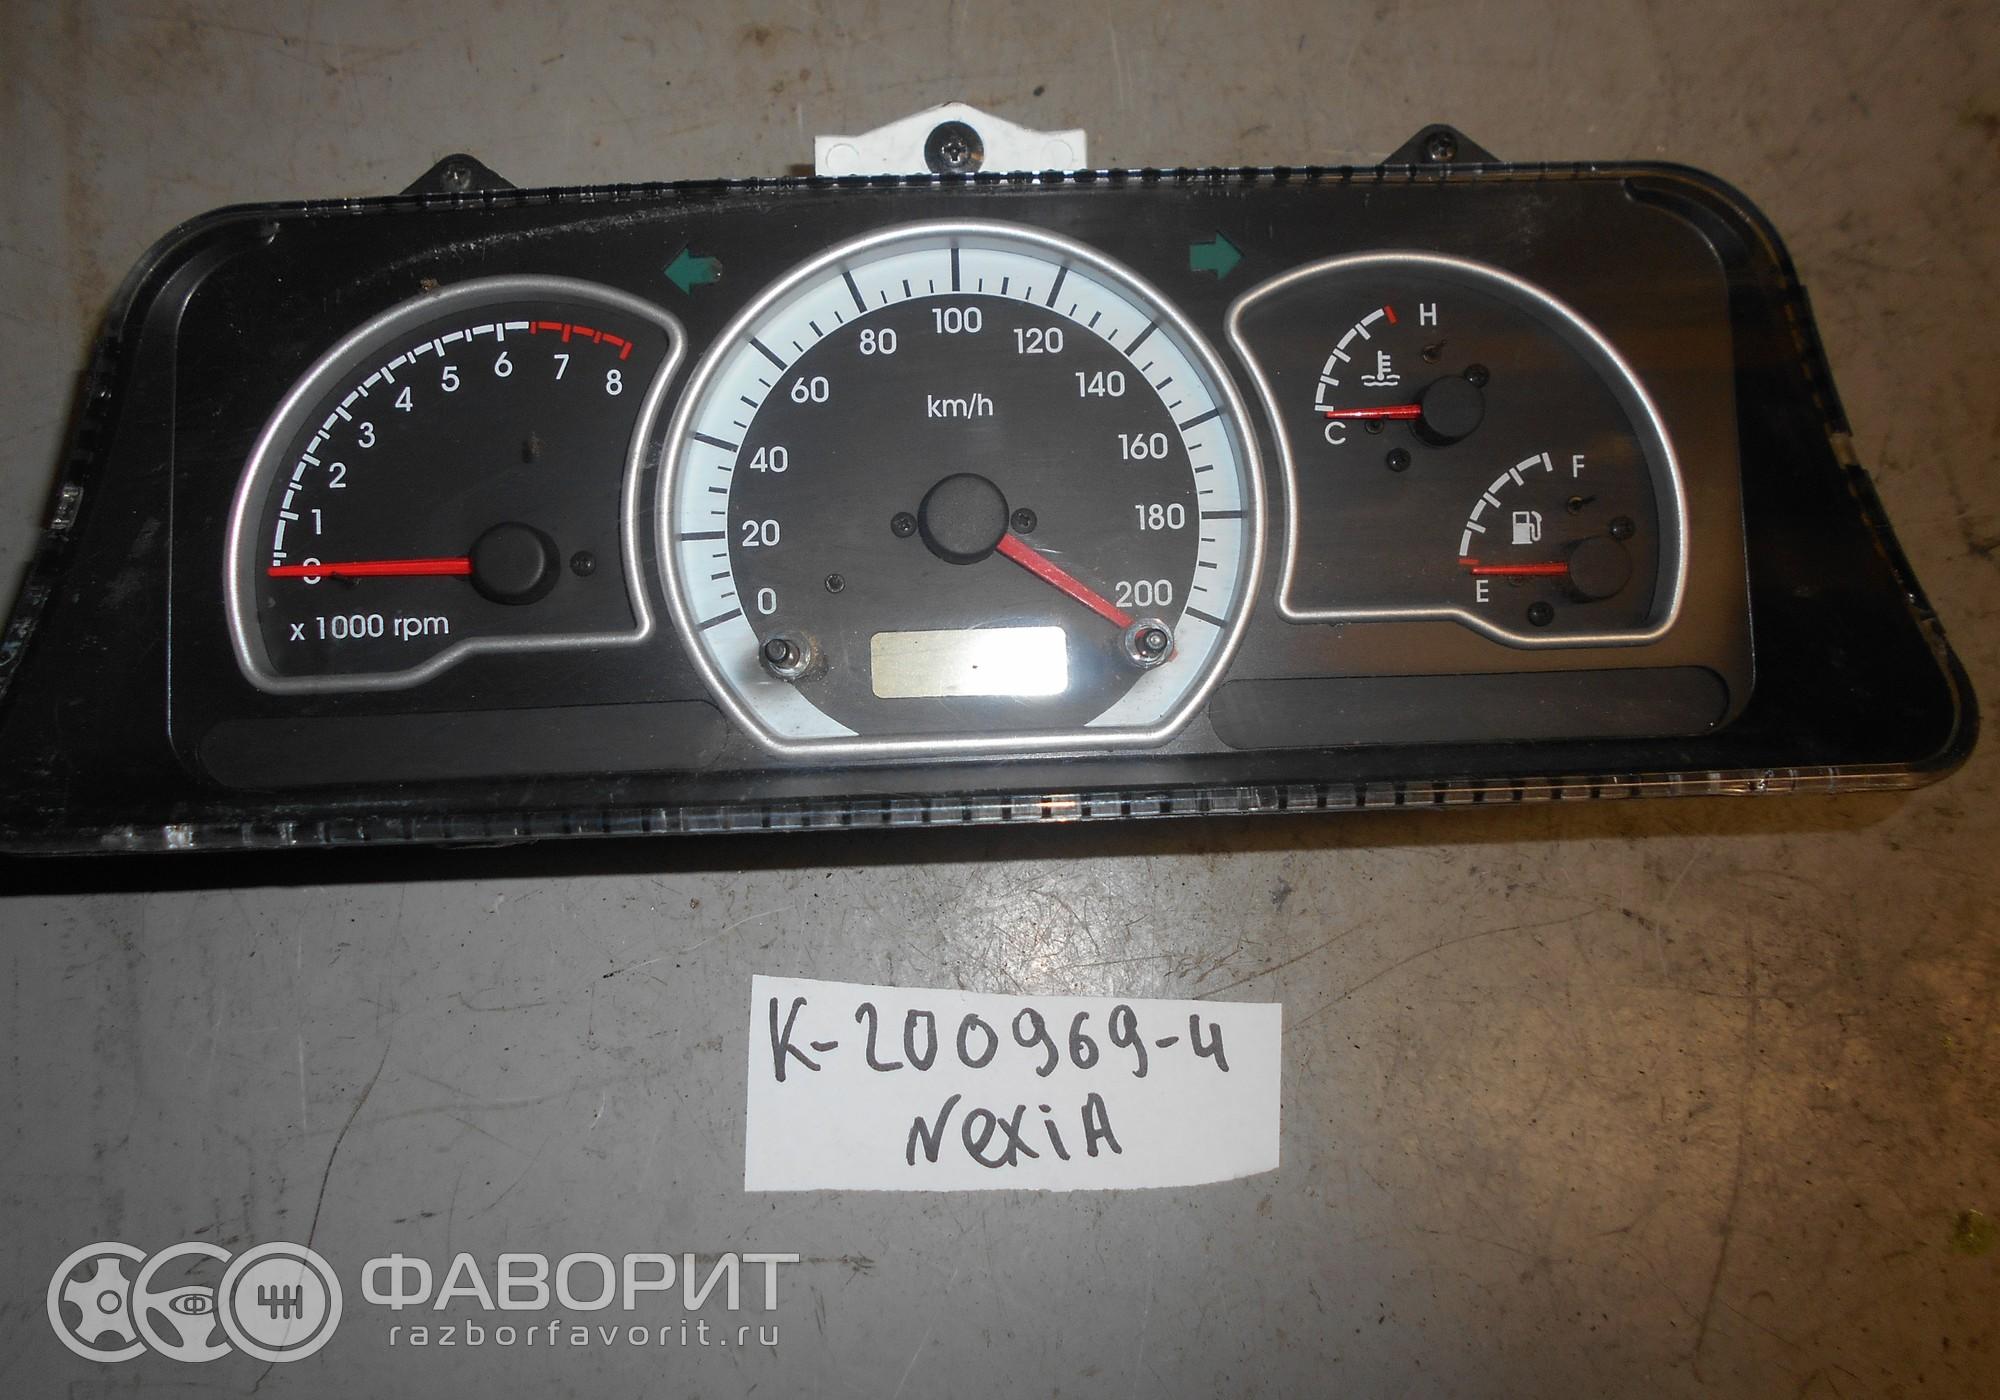 80 100 120
60 140
40 160
20 180
0 200
km/h
0 1 2 3 4 5 6 7 8
x 1000 rpm
H
C
F
E
K-200969-4
NexiA
ФАВОРИТ
razborfavorit.ru